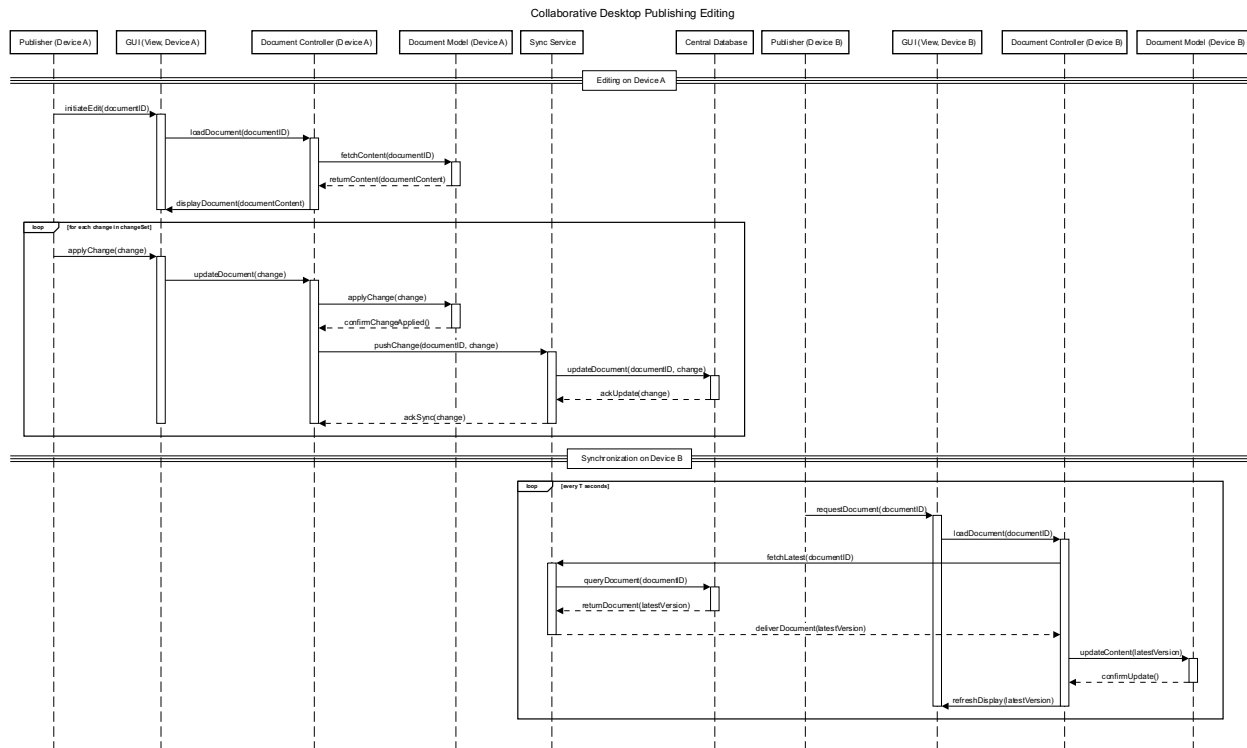 Collaborative Desktop Publishing Editing
Publisher (Device A)
GUI (View, Device A)
Document Controller (Device A)
Document Model (Device A)
Sync Service
Central Database
Publisher (Device B)
GUI (View, Device B)
Document Controller (Device B)
Document Model (Device B)
Editing on Device A
initiateEdit(documentID)
loadDocument(documentID)
fetchContent(documentID)
returnContent(documentContent)
displayDocument(documentContent)
loop [for each change in changeSet]
applyChange(change)
updateDocument(change)
applyChange(change)
confirmChangeApplied()
pushChange(documentID, change)
updateDocument(documentID, change)
ackUpdate(change)
ackSync(change)
Synchronization on Device B
loop [every T seconds]
requestDocument(documentID)
loadDocument(documentID)
fetchLatest(documentID)
queryDocument(documentID)
returnDocument(latestVersion)
deliverDocument(latestVersion)
updateContent(latestVersion)
confirmUpdate()
refreshDisplay(latestVersion)